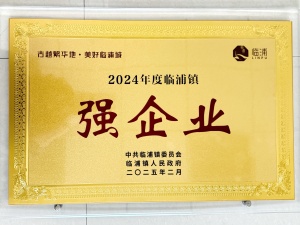 古越繁华地·美好临浦城
临浦
LINPU
2024年度临浦镇
强企业
中共临浦镇委员会
临浦镇人民政府
二〇二五年二月